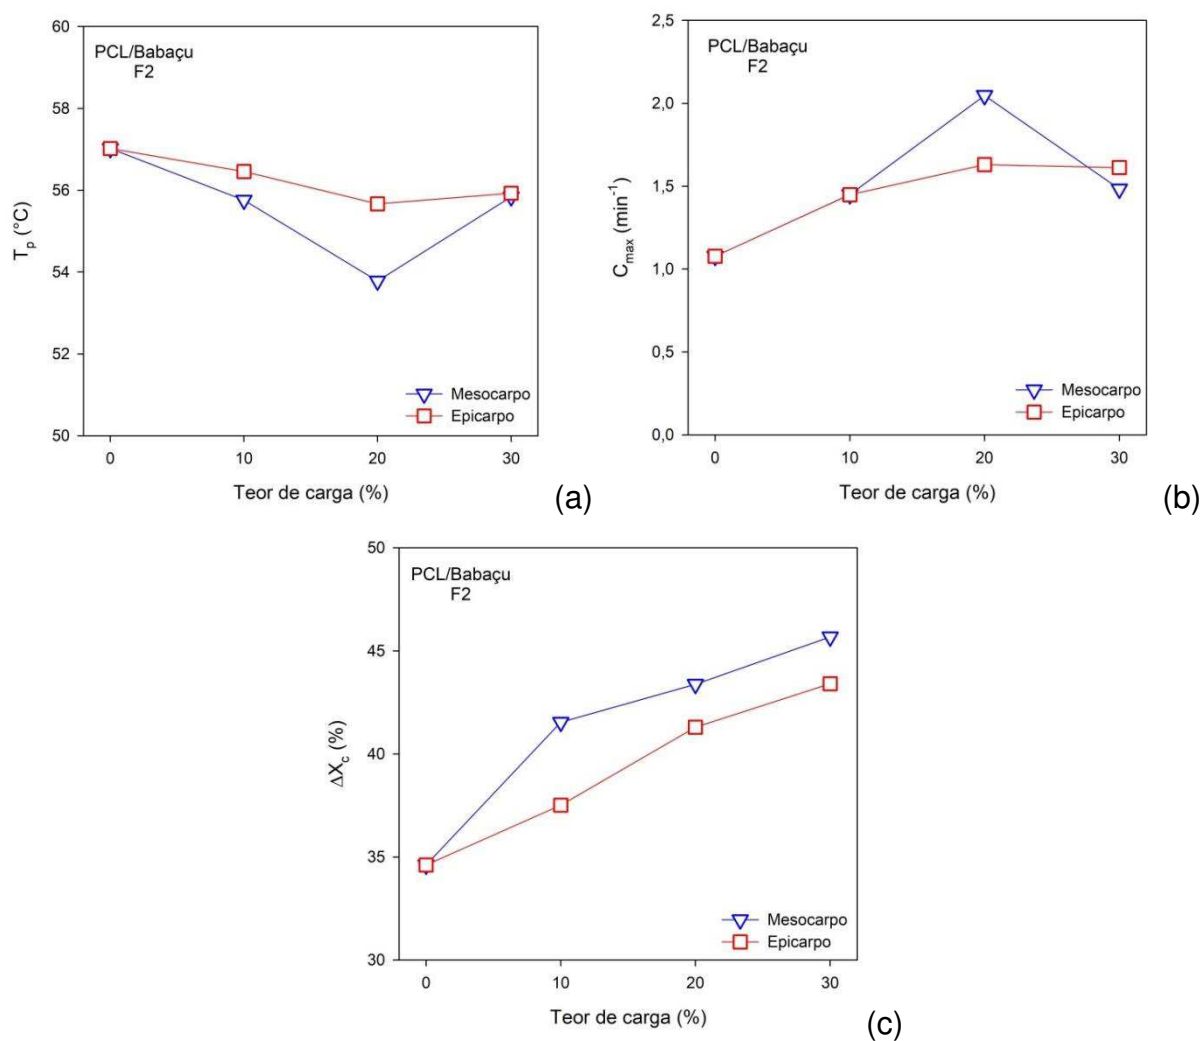 60
58
56
54
52
50
T_p (°C)
PCL/Babaçu
F2
Mesocarpo
Epicarpo
0 10 20 30
Teor de carga (%)
(a)
2,5
2,0
1,5
1,0
0,5
0,0
C_max (min⁻¹)
PCL/Babaçu
F2
Mesocarpo
Epicarpo
0 10 20 30
Teor de carga (%)
(b)
50
45
40
35
30
ΔX_c (%)
PCL/Babaçu
F2
Mesocarpo
Epicarpo
0 10 20 30
Teor de carga (%)
(c)